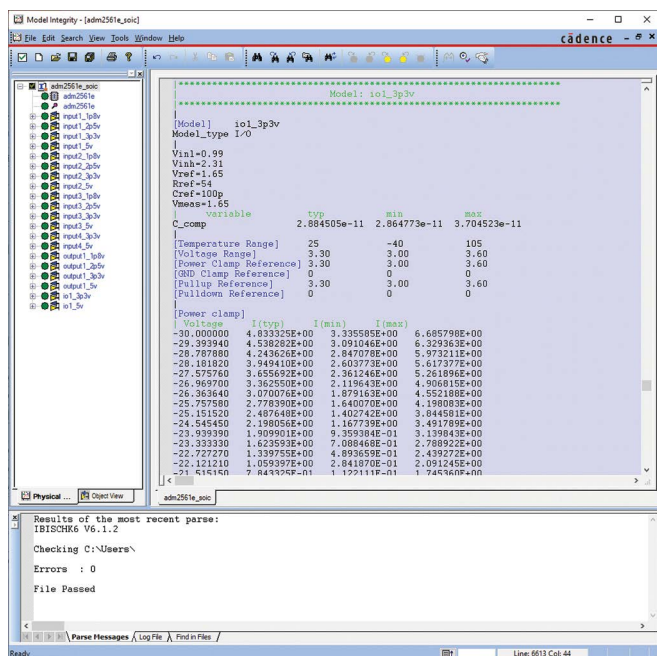 Model Integrity - [adm2561e_soic]
File Edit Search View Tools Window Help
cādence
adm2561e_soic
adm2561e
adm2561e
input1_1p8v
input1_2p5v
input1_3p3v
input1_5v
input2_1p8v
input2_2p5v
input2_3p3v
input2_5v
input3_1p8v
input3_2p5v
input3_3p3v
input3_5v
input4_3p3v
input4_5v
output1_1p8v
output1_2p5v
output1_3p3v
output1_5v
io1_3p3v
io1_5v
Physical ... Object View
|************************************************************
Model: io1_3p3v
|************************************************************
|
[Model] io1_3p3v
Model_type I/O
|
Vinl=0.99
Vinh=2.31
Vref=1.65
Rref=54
Cref=100p
Vmeas=1.65
| variable typ min max
C_comp 2.884505e-11 2.864773e-11 3.704523e-11
|
[Temperature Range] 25 -40 105
[Voltage Range] 3.30 3.00 3.60
[Power Clamp Reference] 3.30 3.00 3.60
[GND Clamp Reference] 0 0 0
[Pullup Reference] 3.30 3.00 3.60
[Pulldown Reference] 0 0 0
|
[Power clamp]
| Voltage I(typ) I(min) I(max)
-30.000000 4.833325E+00 3.335585E+00 6.685798E+00
-29.393940 4.538282E+00 3.091046E+00 6.329363E+00
-28.787880 4.243626E+00 2.847078E+00 5.973211E+00
-28.181820 3.949410E+00 2.603773E+00 5.617377E+00
-27.575760 3.655692E+00 2.361246E+00 5.261896E+00
-26.969700 3.362550E+00 2.119643E+00 4.906815E+00
-26.363640 3.070076E+00 1.879163E+00 4.552188E+00
-25.757580 2.778390E+00 1.640070E+00 4.198083E+00
-25.151520 2.487648E+00 1.402742E+00 3.844581E+00
-24.545450 2.198056E+00 1.167739E+00 3.491789E+00
-23.939390 1.909901E+00 9.359384E-01 3.139843E+00
-23.333330 1.623593E+00 7.088468E-01 2.788922E+00
-22.727270 1.339755E+00 4.893659E-01 2.439272E+00
-22.121210 1.059397E+00 2.841870E-01 2.091245E+00
-21.515150 7.843325E-01 1.122111E-01 1.745360E+00
adm2561e_soic
Results of the most recent parse:
IBISCHK6 V6.1.2
Checking C:\Users\
Errors : 0
File Passed
Parse Messages Log File Find in Files
Ready
Line: 6613 Col: 44